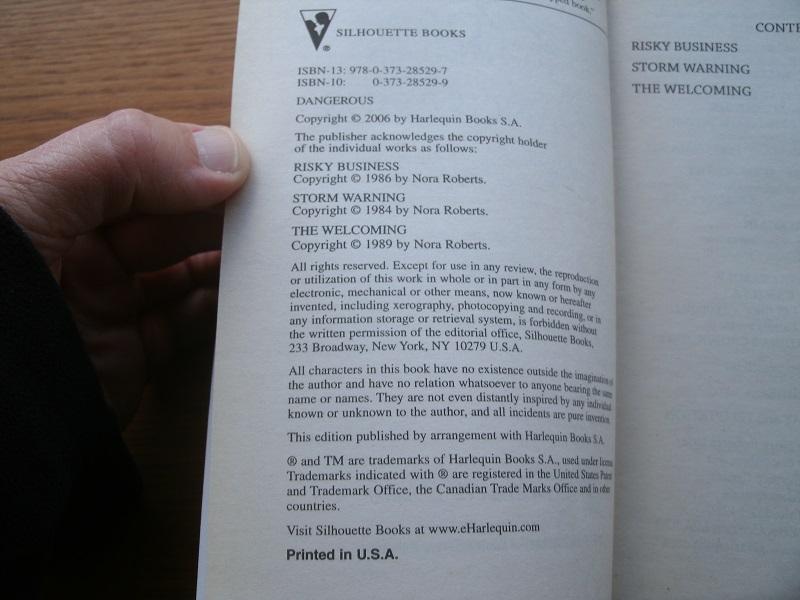 book."
SILHOUETTE BOOKS
®
ISBN-13: 978-0-373-28529-7
ISBN-10: 0-373-28529-9
DANGEROUS
Copyright © 2006 by Harlequin Books S.A.
The publisher acknowledges the copyright holder
of the individual works as follows:
RISKY BUSINESS
Copyright © 1986 by Nora Roberts.
STORM WARNING
Copyright © 1984 by Nora Roberts.
THE WELCOMING
Copyright © 1989 by Nora Roberts.
All rights reserved. Except for use in any review, the reproduction
or utilization of this work in whole or in part in any form by any
electronic, mechanical or other means, now known or hereafter
invented, including xerography, photocopying and recording, or in
any information storage or retrieval system, is forbidden without
the written permission of the editorial office, Silhouette Books,
233 Broadway, New York, NY 10279 U.S.A.
All characters in this book have no existence outside the imagination of
the author and have no relation whatsoever to anyone bearing the same
name or names. They are not even distantly inspired by any individual
known or unknown to the author, and all incidents are pure invention.
This edition published by arrangement with Harlequin Books S.A.
® and TM are trademarks of Harlequin Books S.A., used under license.
Trademarks indicated with ® are registered in the United States Patent
and Trademark Office, the Canadian Trade Marks Office and in other
countries.
Visit Silhouette Books at www.eHarlequin.com
Printed in U.S.A.
CONTE
RISKY BUSINESS
STORM WARNING
THE WELCOMING